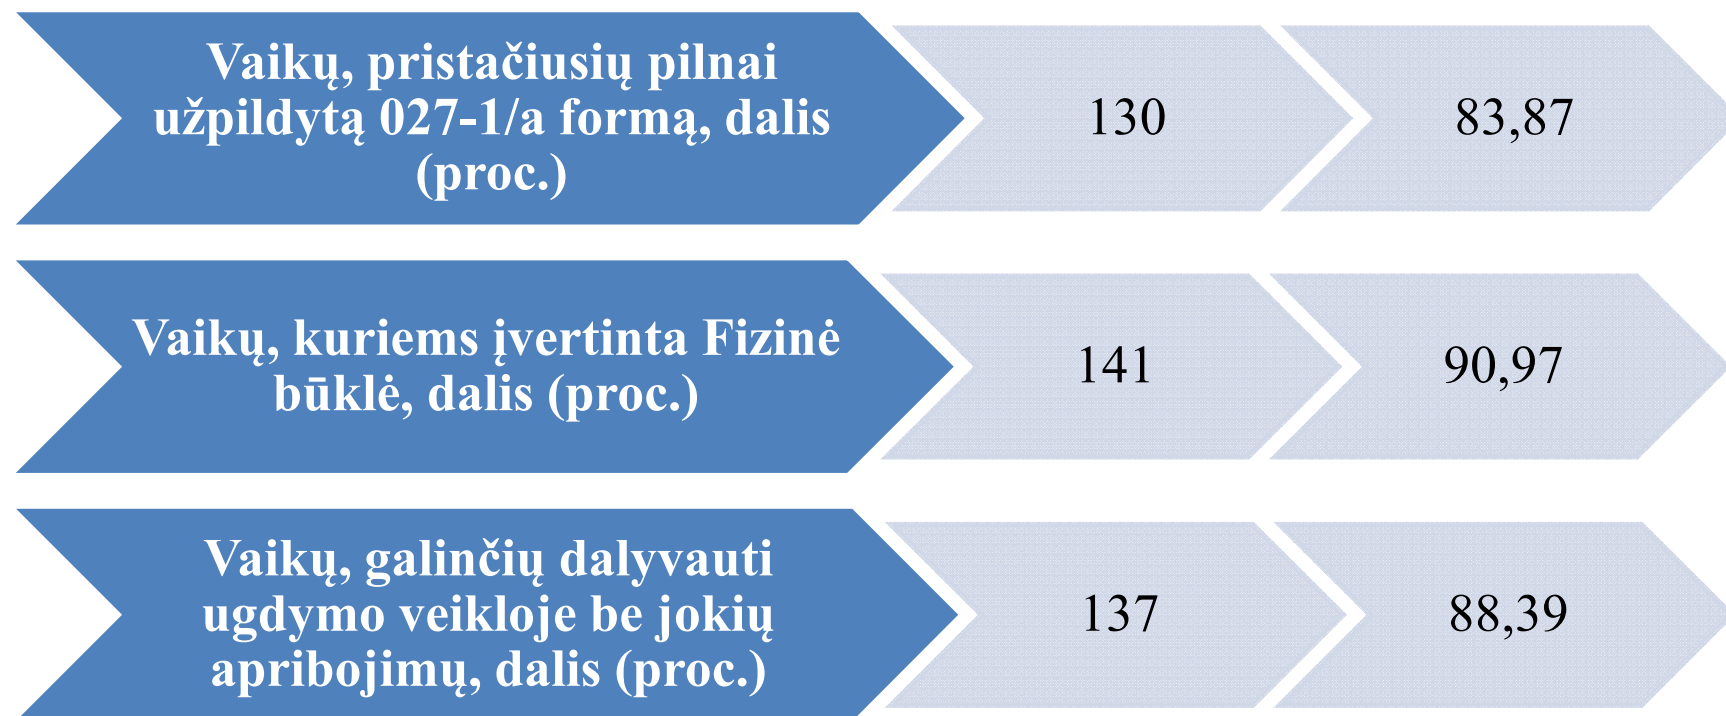 Vaikų, pristačiusių pilnai
užpildytą 027-1/a formą, dalis
(proc.)
130
83,87
Vaikų, kuriems įvertinta Fizinė
būklė, dalis (proc.)
141
90,97
Vaikų, galinčių dalyvauti
ugdymo veikloje be jokių
apribojimų, dalis (proc.)
137
88,39